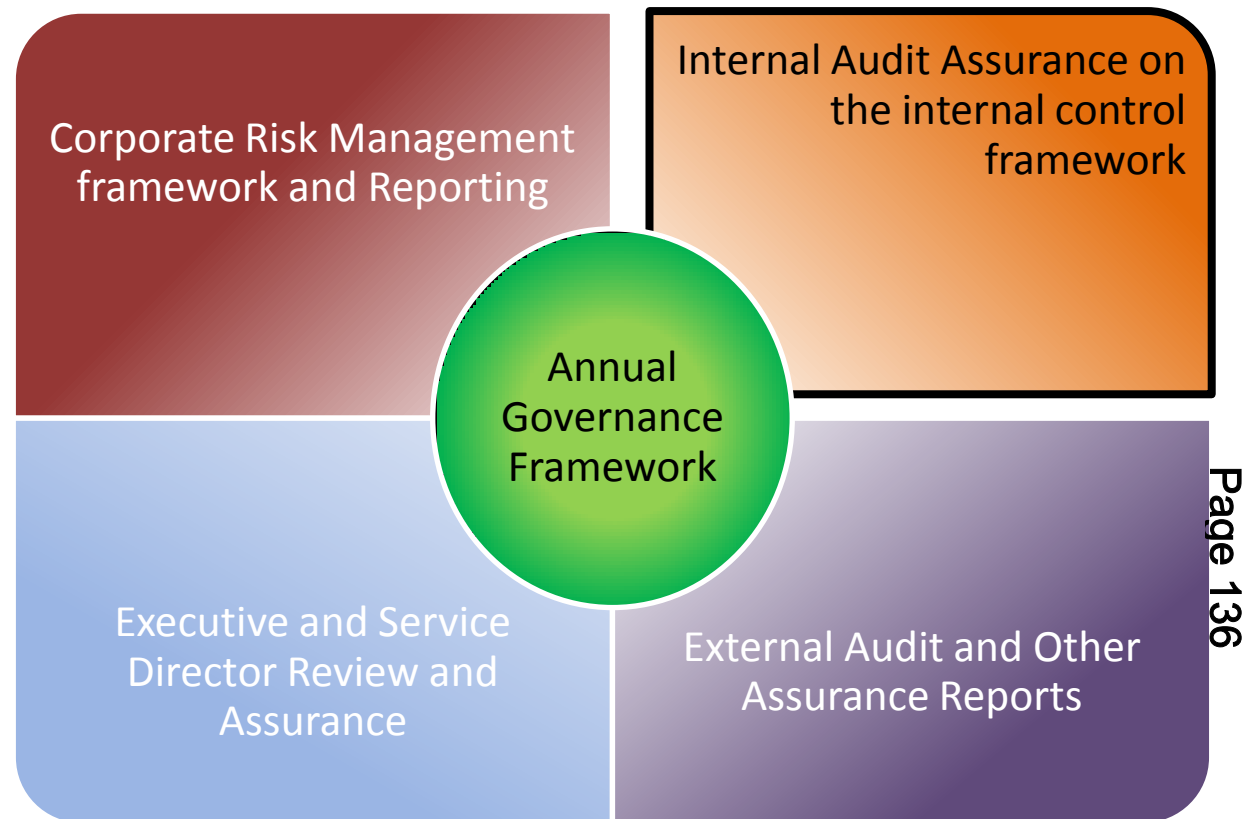 Corporate Risk Management
framework and Reporting
Internal Audit Assurance on
the internal control
framework
Annual
Governance
Framework
Executive and Service
Director Review and
Assurance
External Audit and Other
Assurance Reports
Page 136